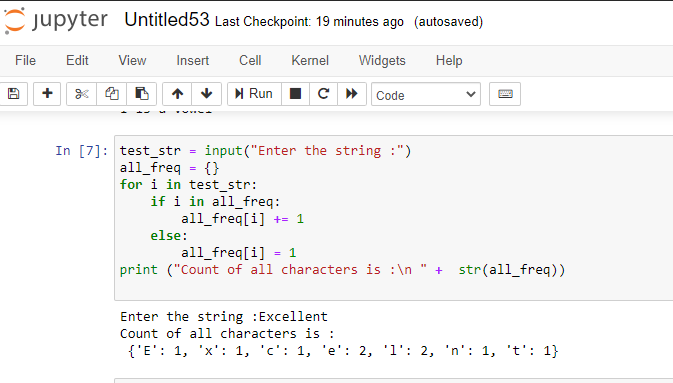 jupyter Untitled53 Last Checkpoint: 19 minutes ago (autosaved)
File Edit View Insert Cell Kernel Widgets Help
Run Code
In [7]: test_str = input("Enter the string :")
all_freq = {}
for i in test_str:
    if i in all_freq:
        all_freq[i] += 1
    else:
        all_freq[i] = 1
print ("Count of all characters is :\n " +  str(all_freq))
Enter the string :Excellent
Count of all characters is :
 {'E': 1, 'x': 1, 'c': 1, 'e': 2, 'l': 2, 'n': 1, 't': 1}